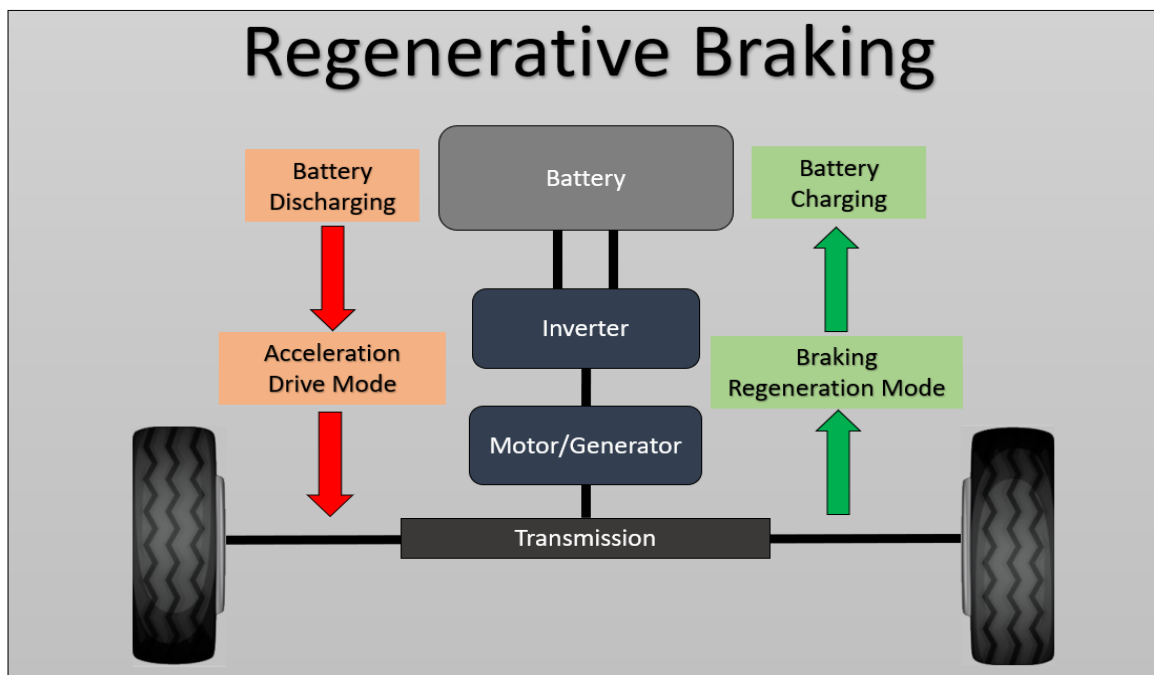 Regenerative Braking
Battery
Discharging
Battery
Battery
Charging
Inverter
Acceleration
Drive Mode
Braking
Regeneration Mode
Motor/Generator
Transmission